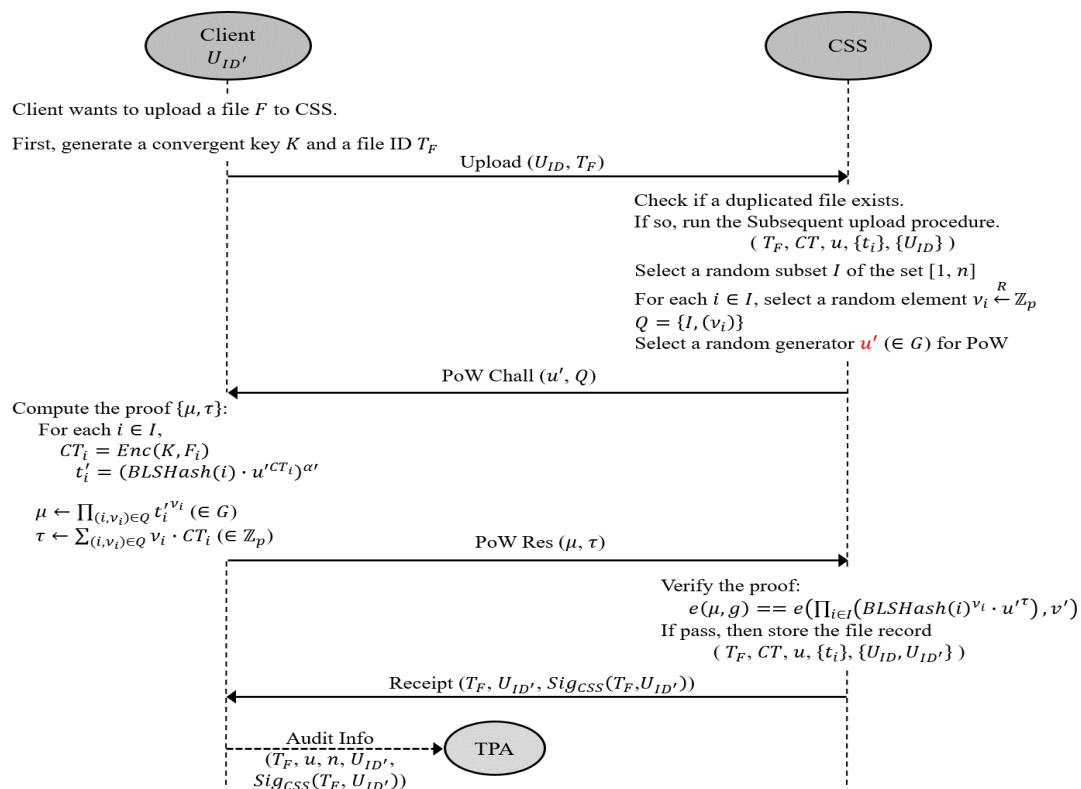 Client
U_{ID'}
CSS
Client wants to upload a file F to CSS.
First, generate a convergent key K and a file ID T_F
Upload (U_{ID}, T_F)
Check if a duplicated file exists.
If so, run the Subsequent upload procedure.
( T_F, CT, u, {t_i}, {U_{ID}} )
Select a random subset I of the set [1, n]
For each i ∈ I, select a random element ν_i \xleftarrow{R} ℤ_p
Q = {I, (ν_i)}
Select a random generator u' (∈ G) for PoW
PoW Chall (u', Q)
Compute the proof {μ, τ}:
For each i ∈ I,
CT_i = Enc(K, F_i)
t_i' = (BLSHash(i) · u'^{CT_i})^{α'}
μ ← ∏_{(i,ν_i)∈Q} t_i'^{ν_i} (∈ G)
τ ← ∑_{(i,ν_i)∈Q} ν_i · CT_i (∈ ℤ_p)
PoW Res (μ, τ)
Verify the proof:
e(μ, g) == e(∏_{i∈I}(BLSHash(i)^{ν_i} · u'^τ), v')
If pass, then store the file record
( T_F, CT, u, {t_i}, {U_{ID}, U_{ID'}} )
Receipt (T_F, U_{ID'}, Sig_{CSS}(T_F,U_{ID'}))
Audit Info
(T_F, u, n, U_{ID'},
Sig_{CSS}(T_F, U_{ID'}))
TPA